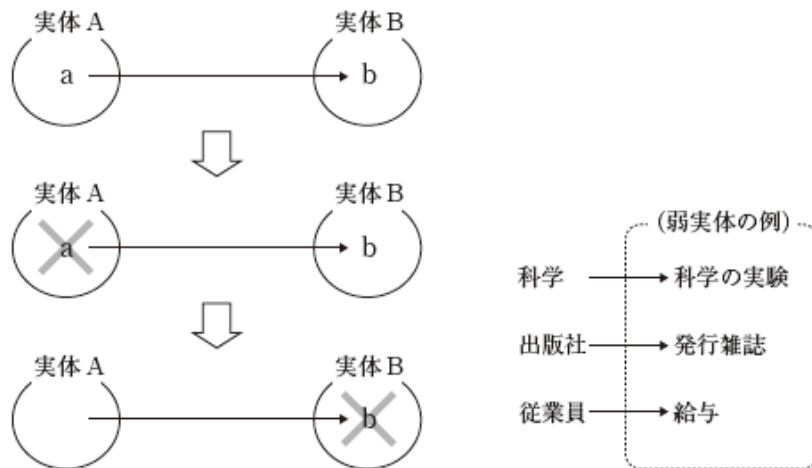 実体A 実体B
a b
実体A 実体B
a b
実体A 実体B
b
(弱実体の例)
科学 科学の実験
出版社 発行雑誌
従業員 給与